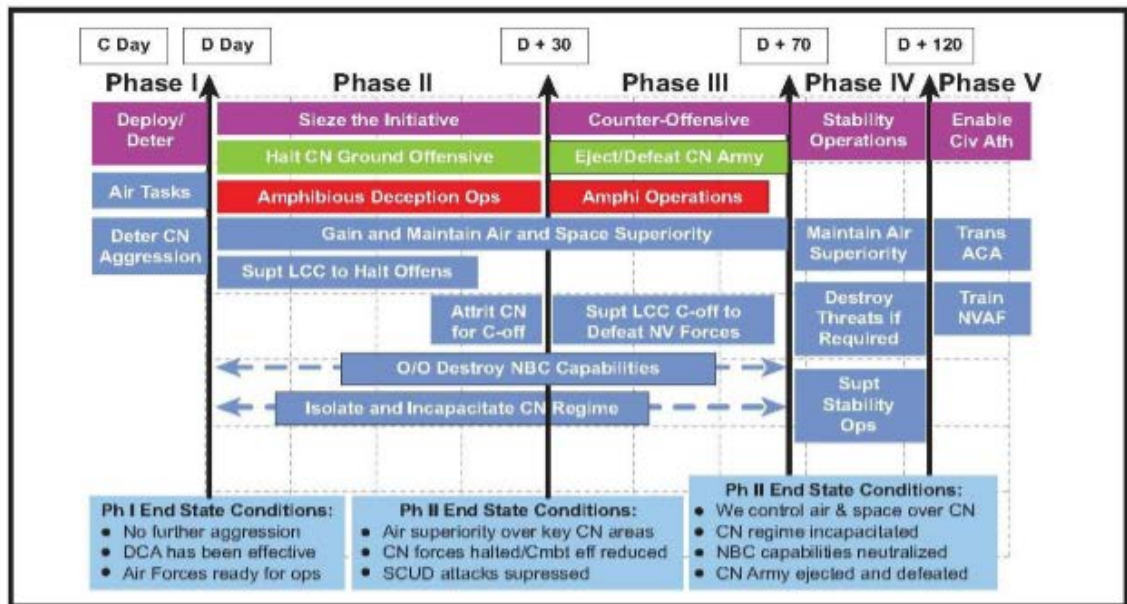 C Day
D Day
D + 30
D + 70
D + 120
Phase I
Phase II
Phase III
Phase IV
Phase V
Deploy/
Deter
Sieze the Initiative
Counter-Offensive
Stability
Operations
Enable
Civ Ath
Halt CN Ground Offensive
Eject/Defeat CN Army
Air Tasks
Amphibious Deception Ops
Amphi Operations
Deter CN
Aggression
Gain and Maintain Air and Space Superiority
Maintain Air
Superiority
Trans
ACA
Supt LCC to Halt Offens
Attrit CN
for C-off
Supt LCC C-off to
Defeat NV Forces
Destroy
Threats if
Required
Train
NVAF
O/O Destroy NBC Capabilities
Isolate and Incapacitate CN Regime
Supt
Stability
Ops
Ph I End State Conditions:
• No further aggression
• DCA has been effective
• Air Forces ready for ops
Ph II End State Conditions:
• Air superiority over key CN areas
• CN forces halted/Cmbt eff reduced
• SCUD attacks supressed
Ph II End State Conditions:
• We control air & space over CN
• CN regime incapacitated
• NBC capabilities neutralized
• CN Army ejected and defeated